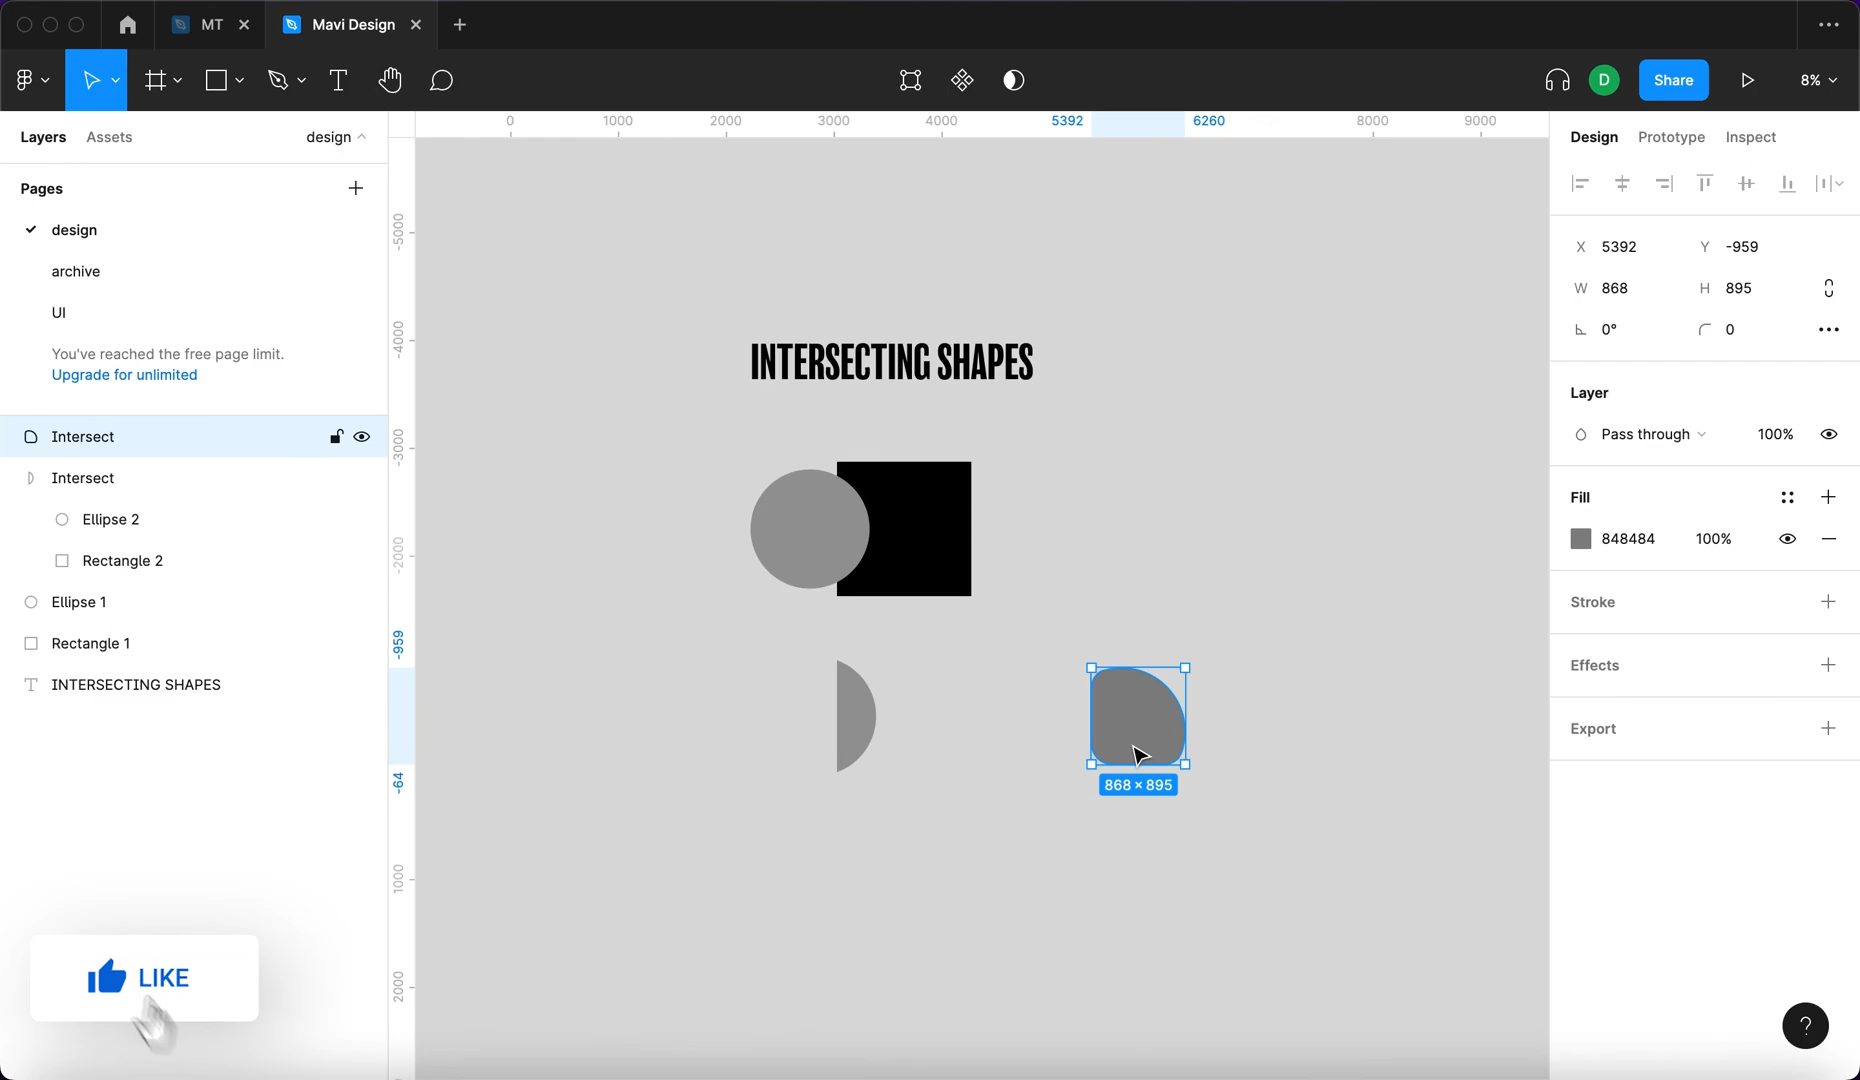 MT
Mavi Design
D
Share
8%
Layers
Assets
design
Pages
design
archive
UI
You've reached the free page limit.
Upgrade for unlimited
Intersect
Intersect
Ellipse 2
Rectangle 2
Ellipse 1
Rectangle 1
INTERSECTING SHAPES
LIKE
0
1000
2000
3000
4000
5392
6260
8000
9000
-5000
-4000
-3000
-2000
-959
-64
1000
2000
INTERSECTING SHAPES
868 × 895
Design
Prototype
Inspect
X 5392
Y -959
W 868
H 895
0°
0
Layer
Pass through
100%
Fill
848484
100%
Stroke
Effects
Export
?